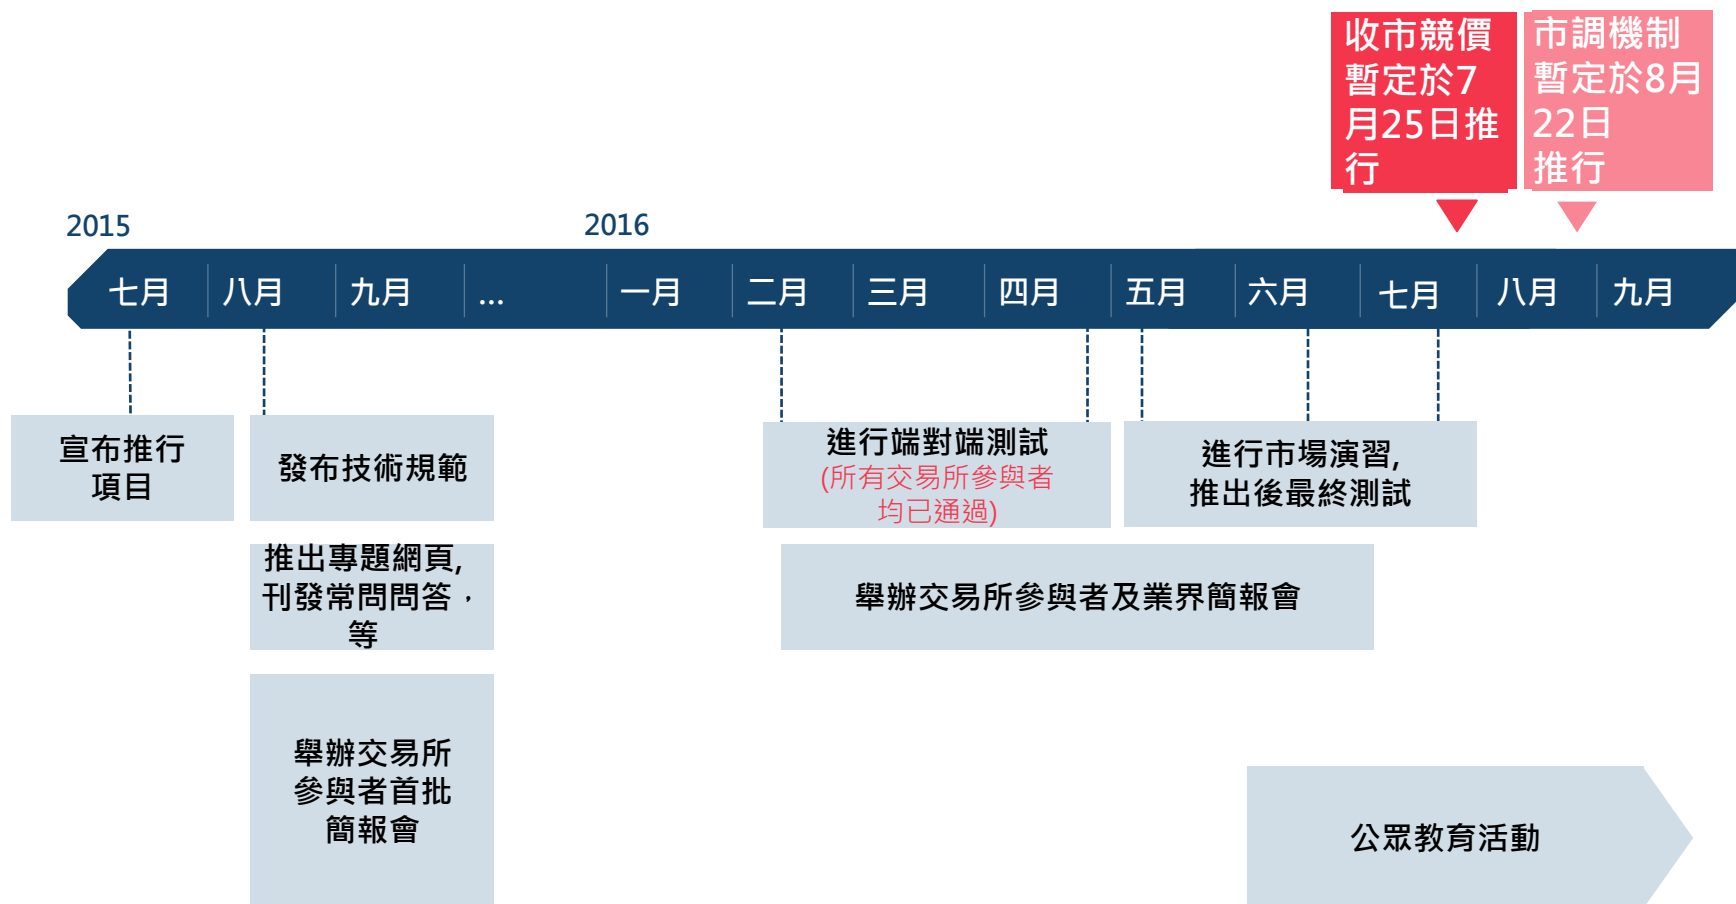 收市競價
暫定於7
月25日推
行
市調機制
暫定於8月
22日
推行
2015
2016
七月
八月
九月
...
一月
二月
三月
四月
五月
六月
七月
八月
九月
宣布推行
項目
發布技術規範
進行端對端測試
(所有交易所參與者
均已通過)
進行市場演習,
推出後最終測試
推出專題網頁,
刊發常問問答，
等
舉辦交易所參與者及業界簡報會
舉辦交易所
參與者首批
簡報會
公眾教育活動